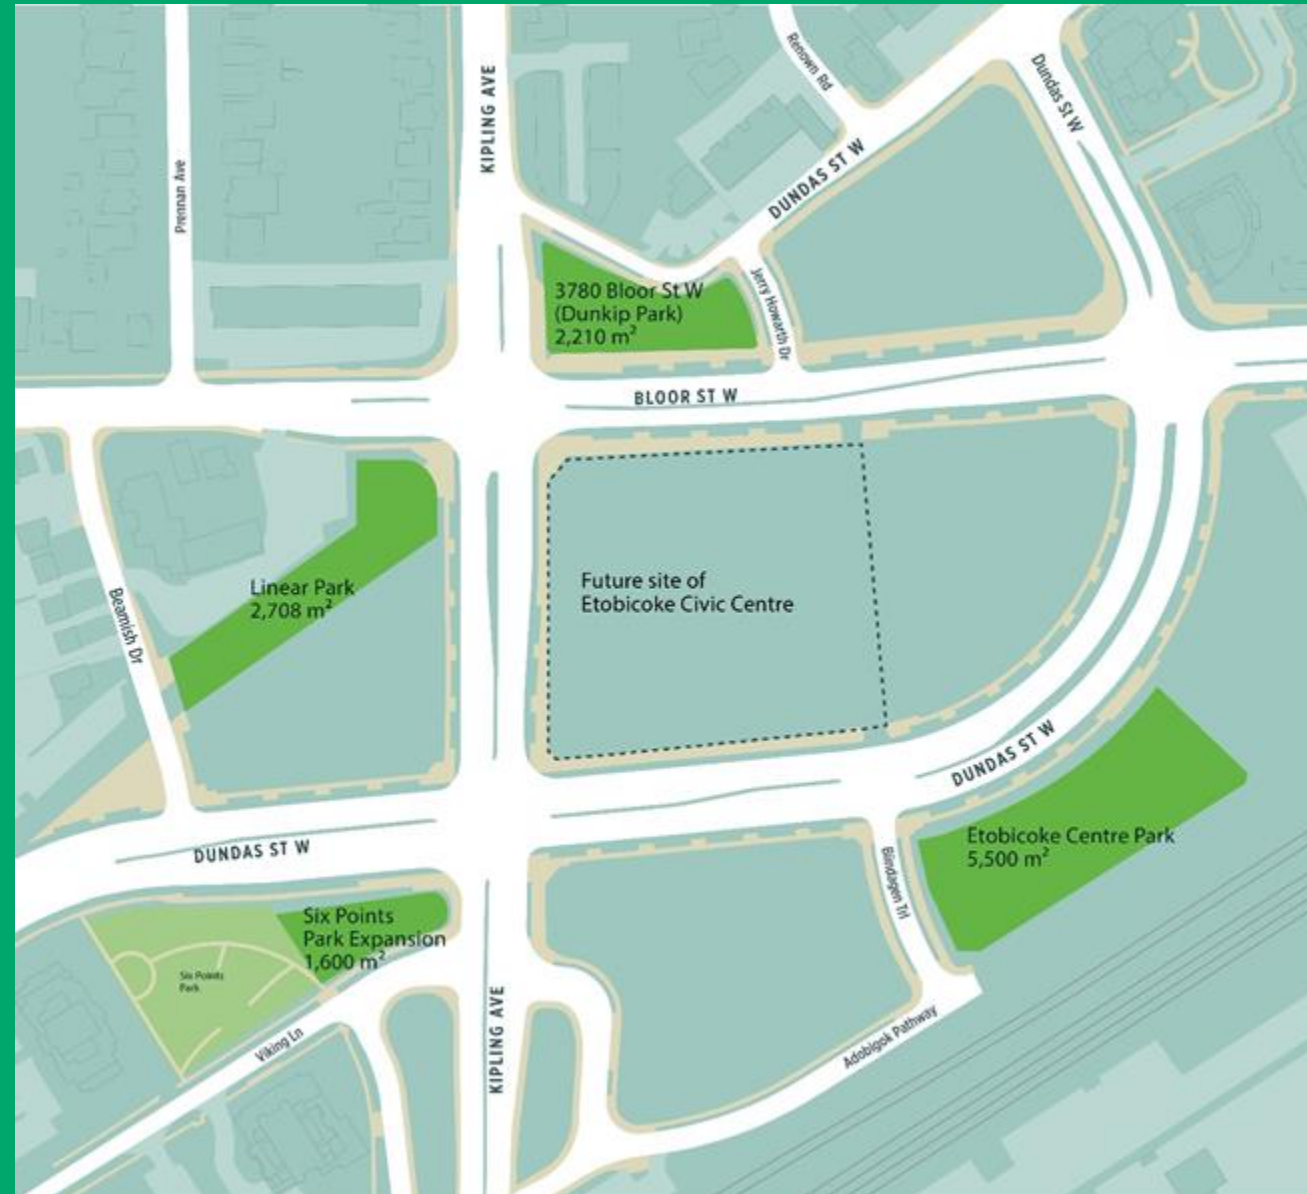 Renown Rd
Dundas St W
KIPLING AVE
DUNDAS ST W
Prennan Ave
3780 Bloor St W
(Dunkip Park)
2,210 m²
Jerry Howarth Dr
BLOOR ST W
Linear Park
2,708 m²
Future site of
Etobicoke Civic Centre
Beamish Dr
DUNDAS ST W
DUNDAS ST W
Etobicoke Centre Park
5,500 m²
Biindagen Trl
Six Points
Park Expansion
1,600 m²
Six Points
Park
Viking Ln
KIPLING AVE
Adobigok Pathway